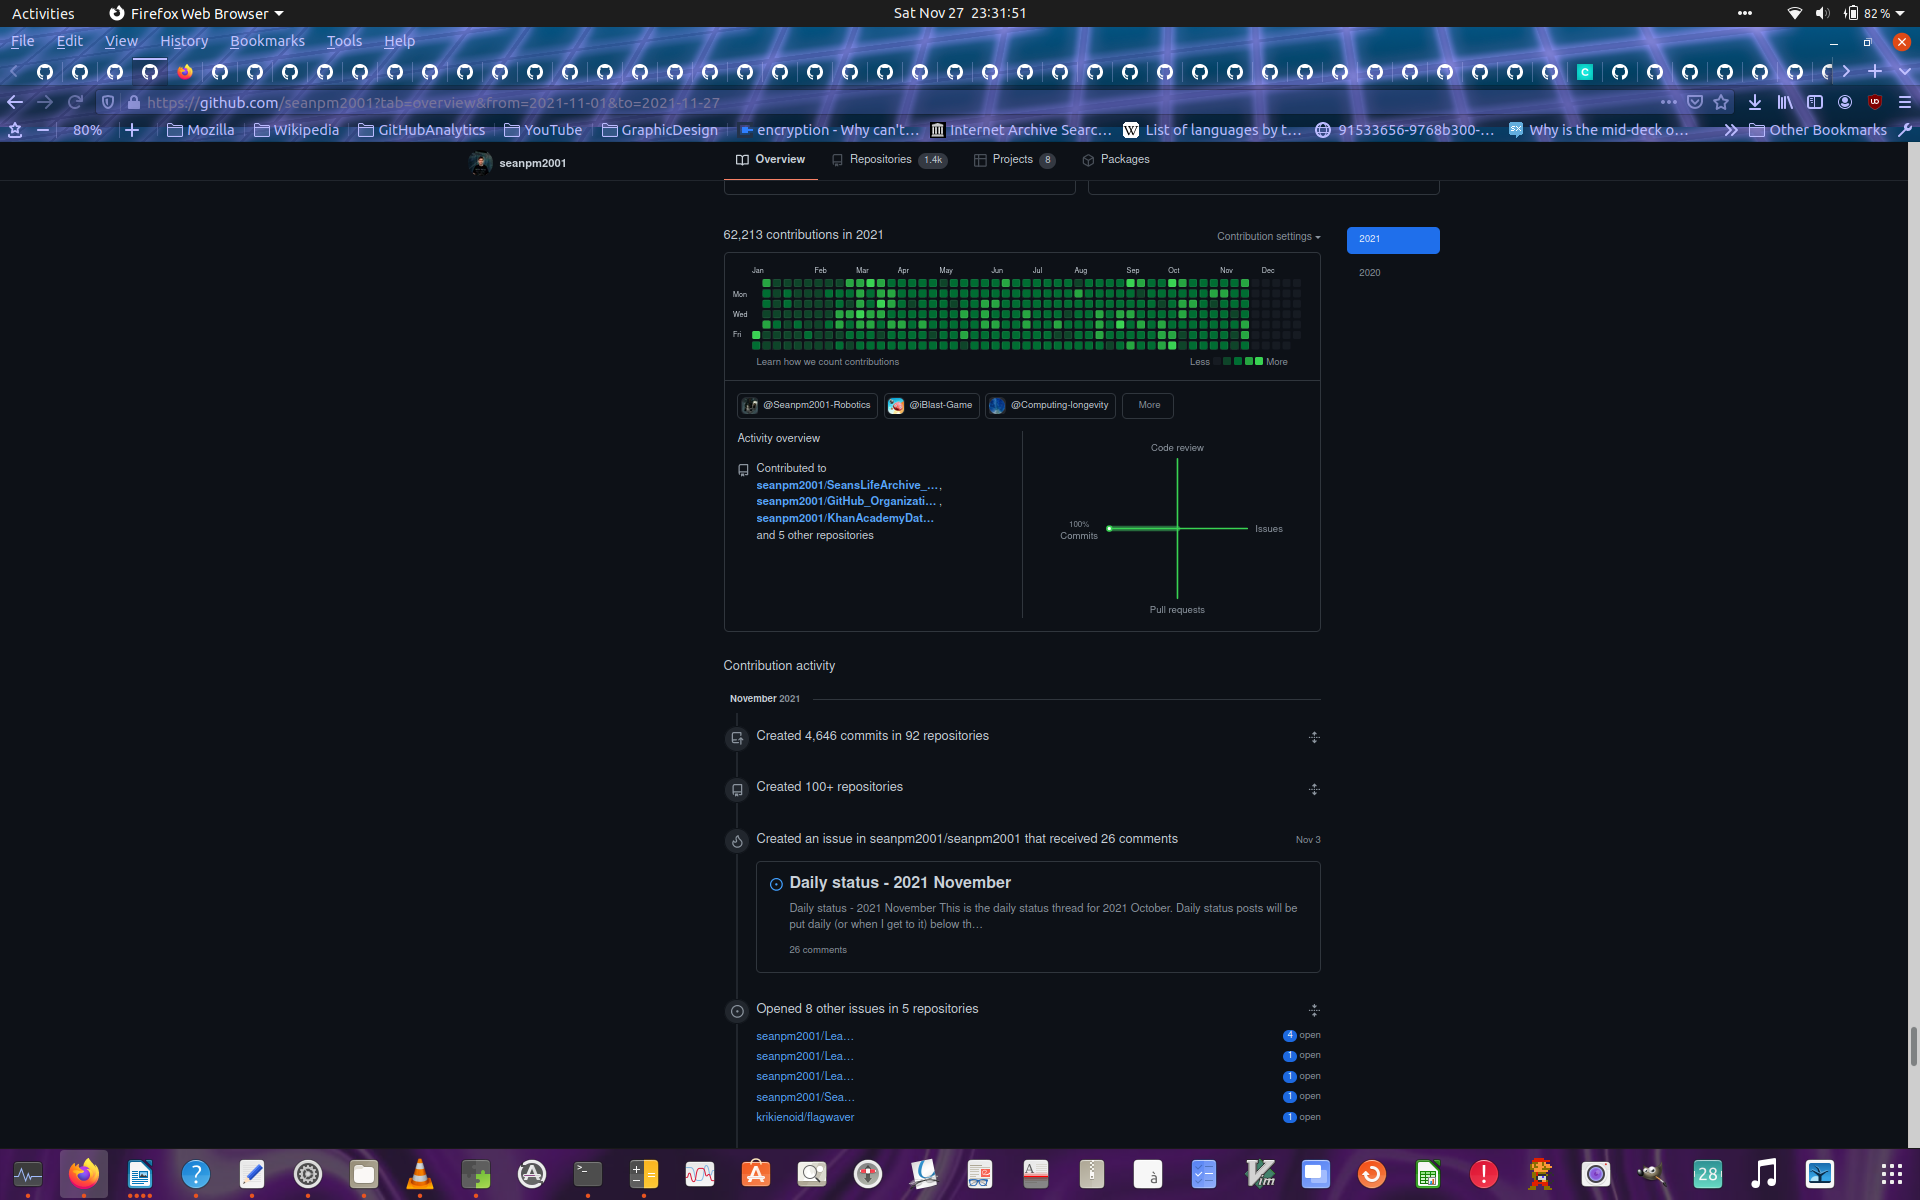 Activities
Firefox Web Browser
Sat Nov 27 23:31:51
82 %
File Edit View History Bookmarks Tools Help
https://github.com/seanpm2001?tab=overview&from=2021-11-01&to=2021-11-27
80%
Mozilla
Wikipedia
GitHubAnalytics
YouTube
GraphicDesign
encryption - Why can't…
Internet Archive Searc…
List of languages by t…
91533656-9768b300-…
Why is the mid-deck o…
Other Bookmarks
seanpm2001
Overview
Repositories 1.4k
Projects 8
Packages
62,213 contributions in 2021
Contribution settings
2021
2020
Jan Feb Mar Apr May Jun Jul Aug Sep Oct Nov Dec
Mon
Wed
Fri
Learn how we count contributions
Less More
@Seanpm2001-Robotics
@iBlast-Game
@Computing-longevity
More
Activity overview
Contributed to
seanpm2001/SeansLifeArchive_…,
seanpm2001/GitHub_Organizati… ,
seanpm2001/KhanAcademyDat…
and 5 other repositories
Code review
100%
Commits
Issues
Pull requests
Contribution activity
November 2021
Created 4,646 commits in 92 repositories
Created 100+ repositories
Created an issue in seanpm2001/seanpm2001 that received 26 comments
Nov 3
Daily status - 2021 November
Daily status - 2021 November This is the daily status thread for 2021 October. Daily status posts will be
put daily (or when I get to it) below th…
26 comments
Opened 8 other issues in 5 repositories
seanpm2001/Lea… 4 open
seanpm2001/Lea… 1 open
seanpm2001/Lea… 1 open
seanpm2001/Sea… 1 open
krikienoid/flagwaver 1 open
28